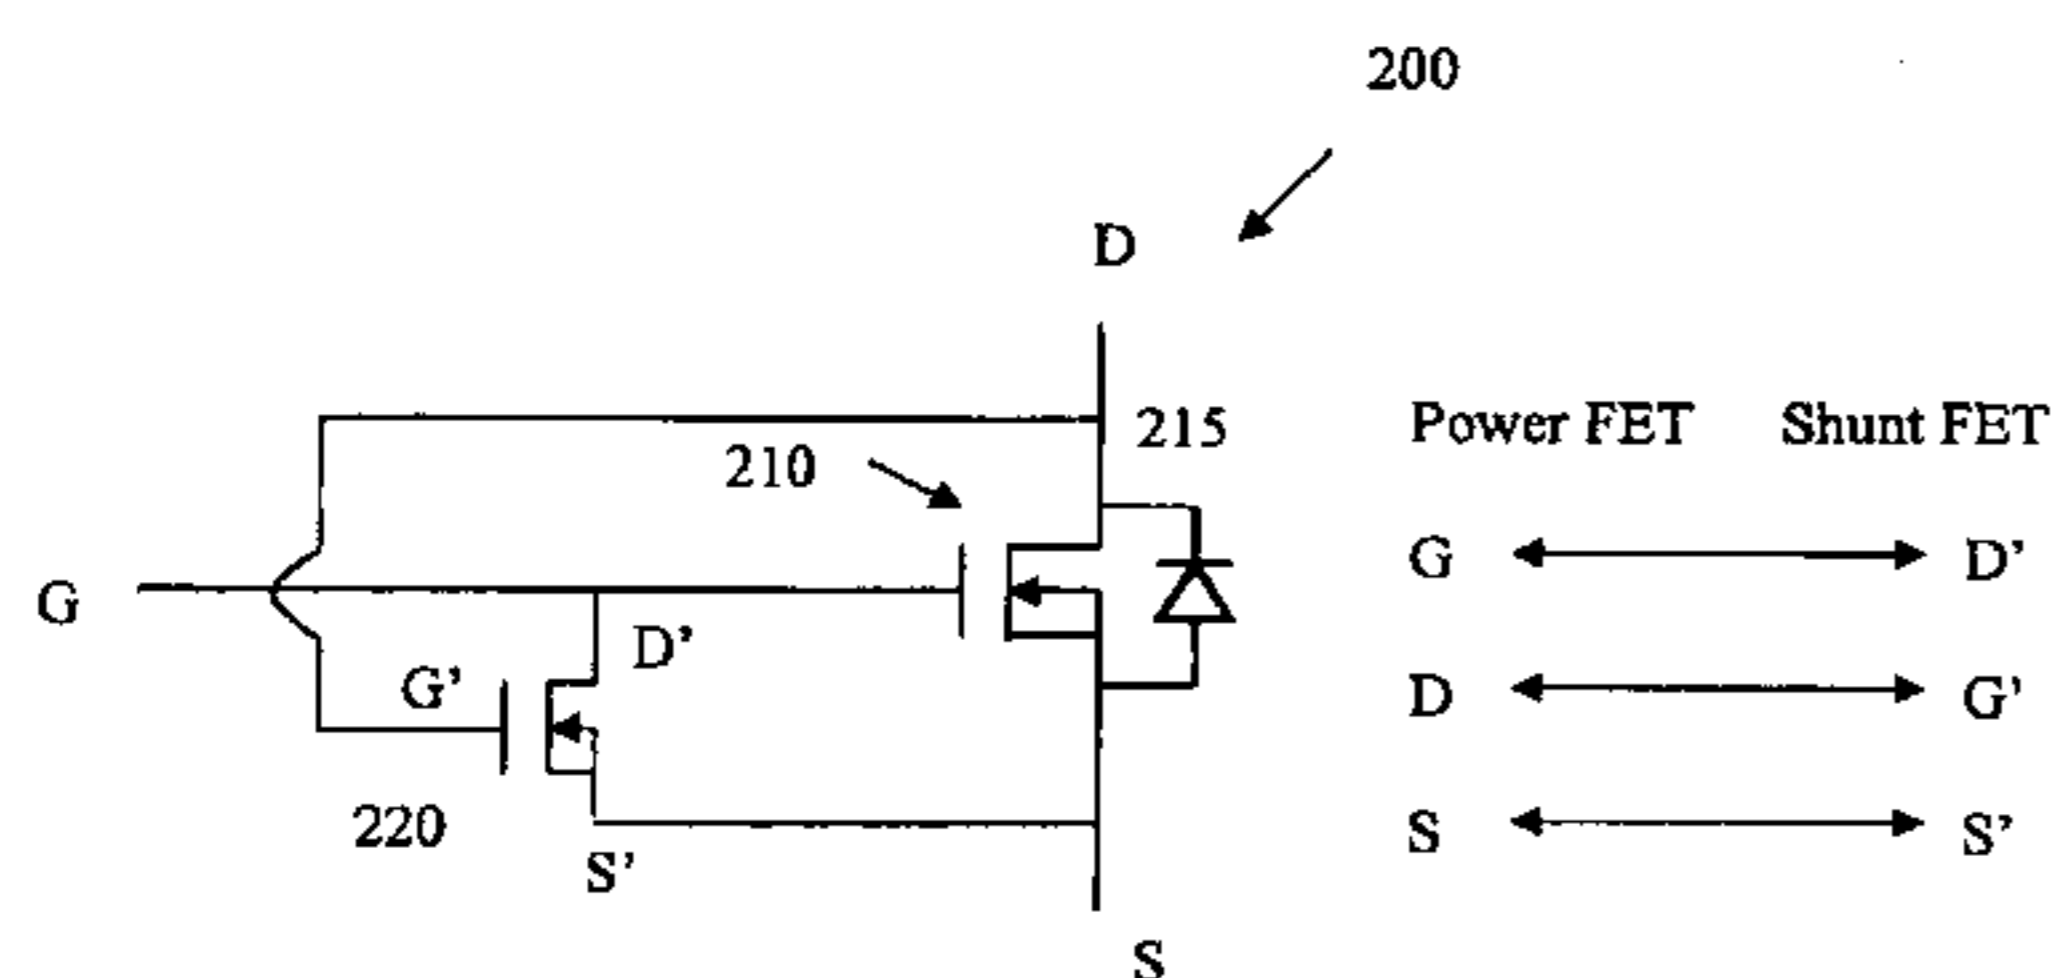 200
D
215
Power FET Shunt FET
210
G D’
G
D’
G’
D G’
220
S S’
S’
S